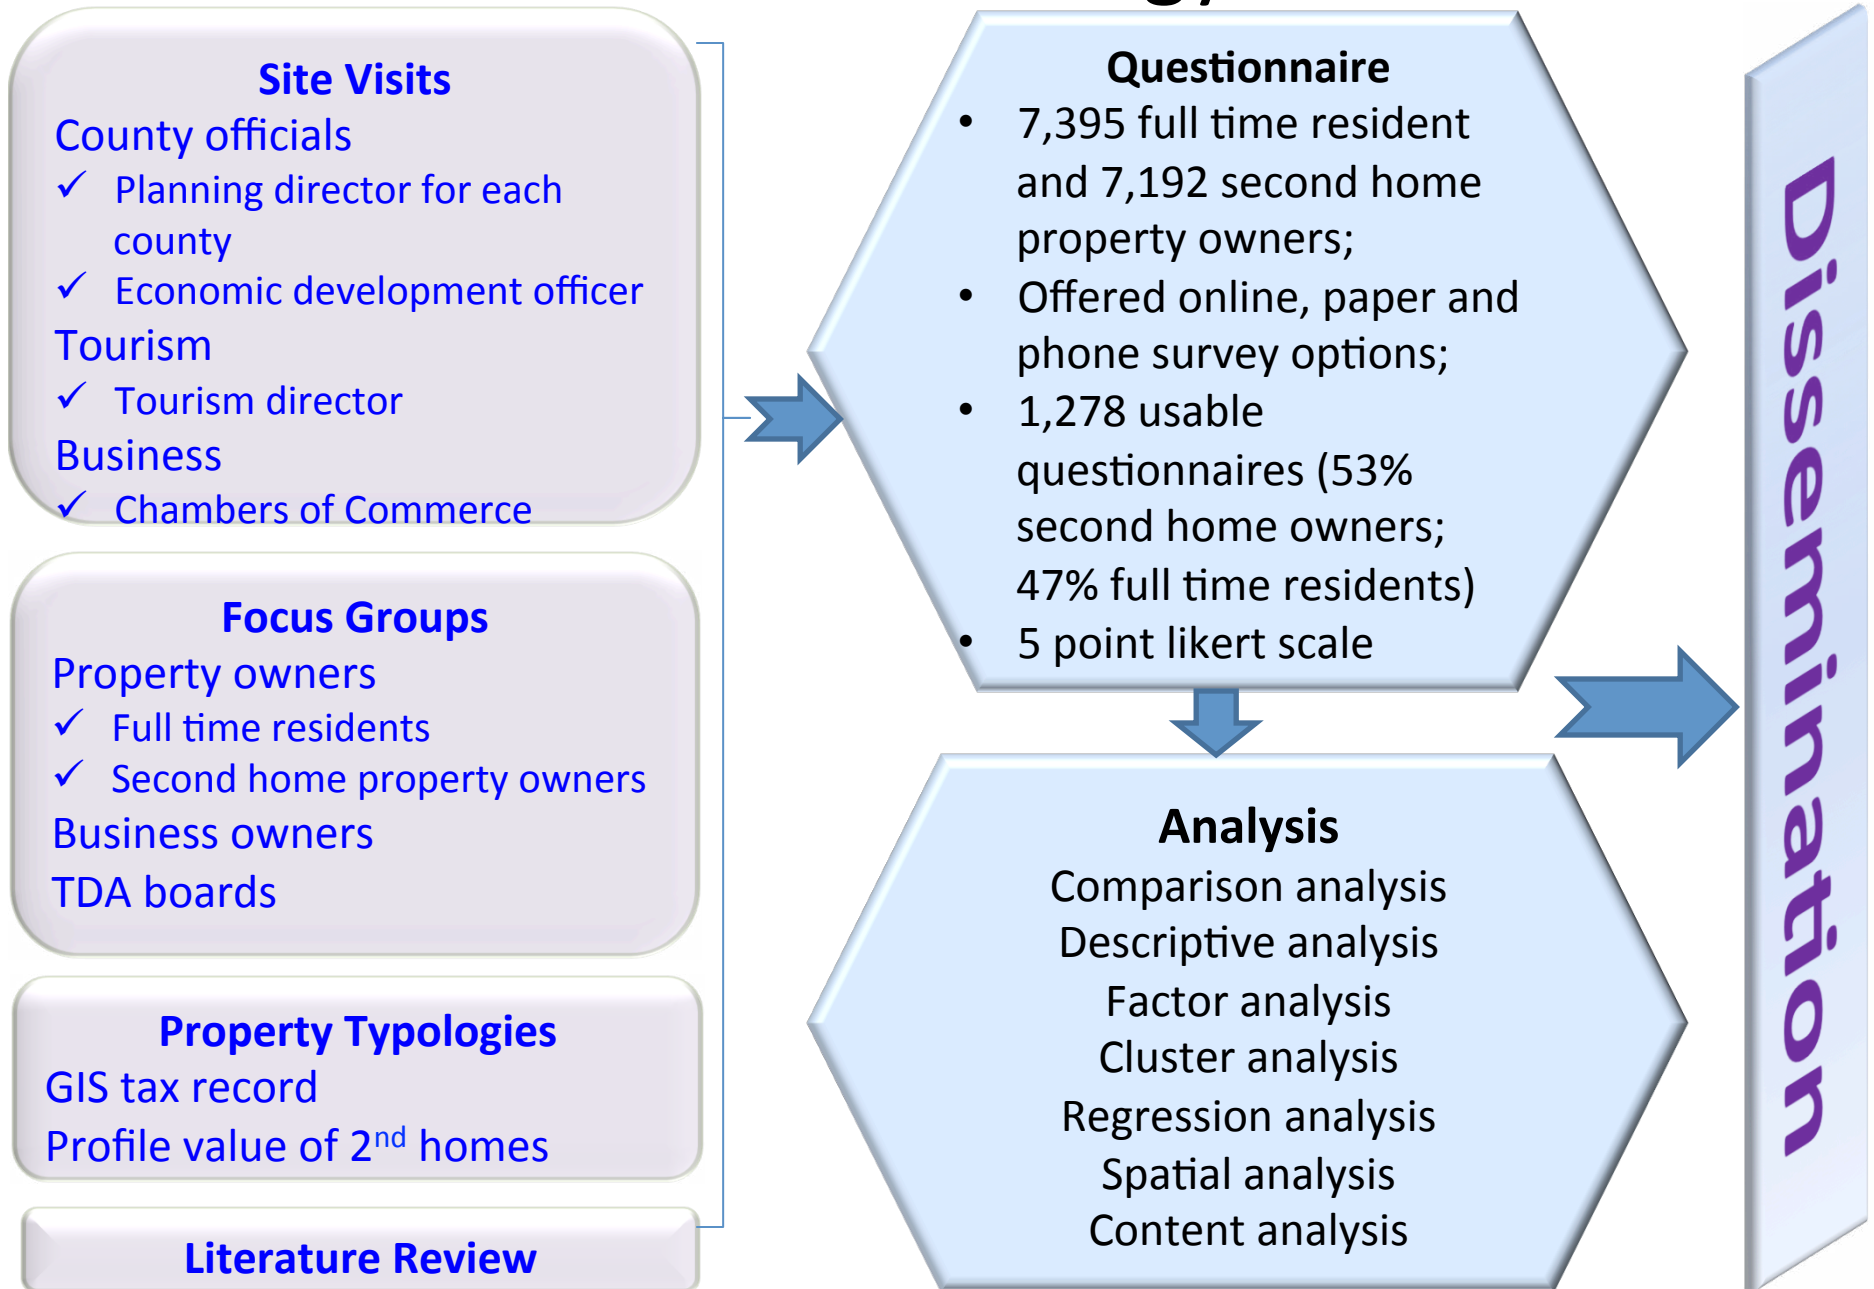 Site Visits
County officials
✓ Planning director for each
county
✓ Economic development officer
Tourism
✓ Tourism director
Business
✓ Chambers of Commerce
Focus Groups
Property owners
✓ Full time residents
✓ Second home property owners
Business owners
TDA boards
Property Typologies
GIS tax record
Profile value of 2nd homes
Literature Review
Questionnaire
• 7,395 full time resident
and 7,192 second home
property owners;
• Offered online, paper and
phone survey options;
• 1,278 usable
questionnaires (53%
second home owners;
47% full time residents)
• 5 point likert scale
Analysis
Comparison analysis
Descriptive analysis
Factor analysis
Cluster analysis
Regression analysis
Spatial analysis
Content analysis
Dissemination